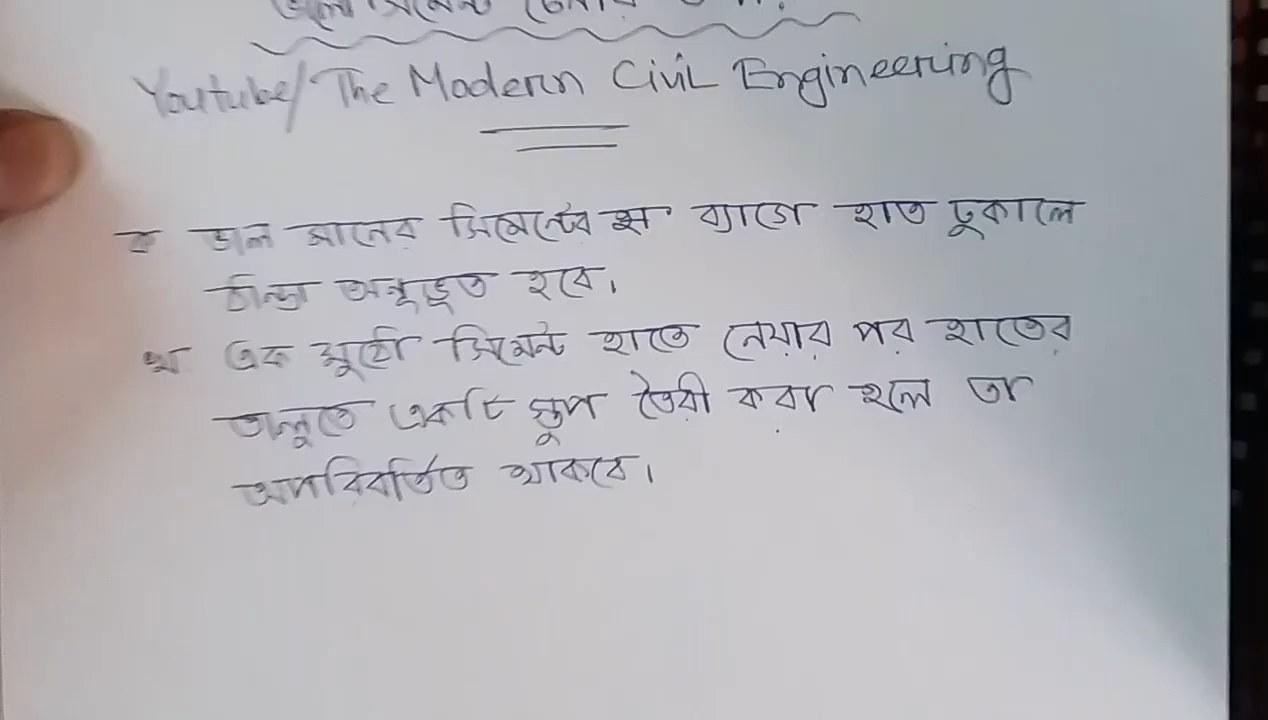 ভালো সিমেন্ট চেনার
Youtube/The Modern Civil Engineering
ক ভাল মানের সিমেন্টের ব্যাগে হাত ঢুকালে
ঠান্ডা অনুভূত হবে।
খ এক মুঠো সিমেন্ট হাতে নেয়ার পর হাতের
তালুতে একটি স্তুপ তৈরী করা হলে তা
অপরিবর্তিত থাকবে।